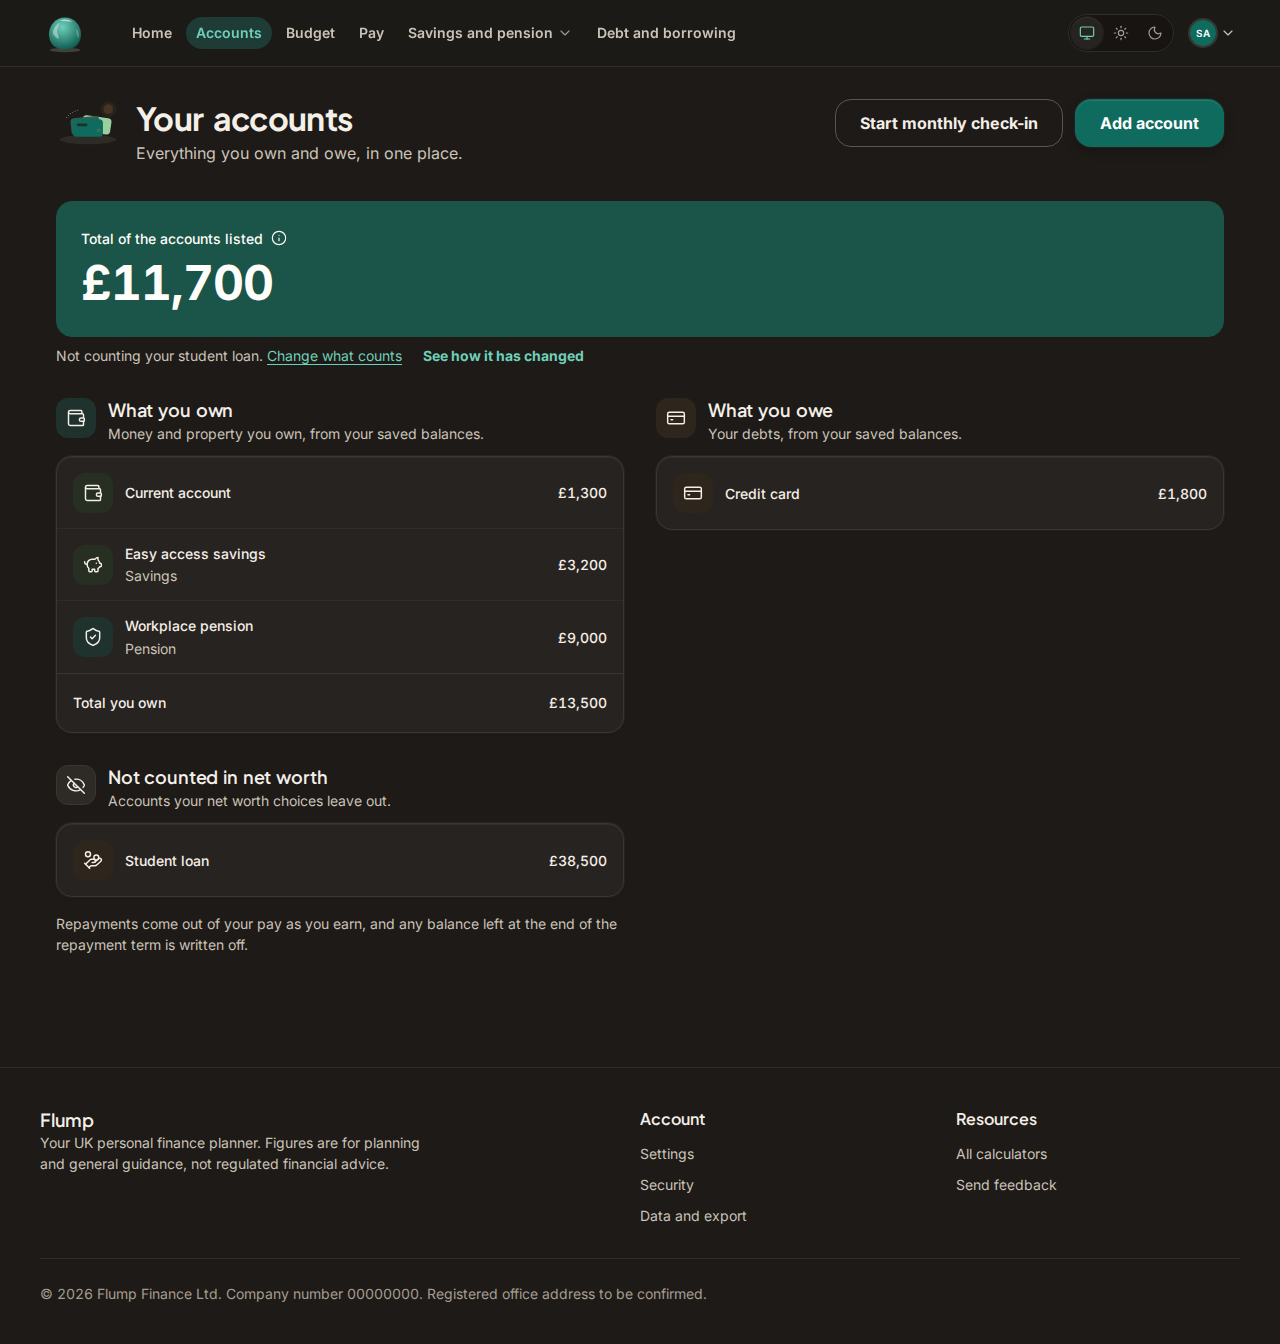 Home
Accounts
Budget
Pay
Savings and pension
Debt and borrowing
SA
Your accounts
Everything you own and owe, in one place.
Start monthly check-in
Add account
Total of the accounts listed
£11,700
Not counting your student loan. Change what counts
See how it has changed
What you own
Money and property you own, from your saved balances.
Current account
£1,300
Easy access savings
Savings
£3,200
Workplace pension
Pension
£9,000
Total you own
£13,500
What you owe
Your debts, from your saved balances.
Credit card
£1,800
Not counted in net worth
Accounts your net worth choices leave out.
Student loan
£38,500
Repayments come out of your pay as you earn, and any balance left at the end of the
repayment term is written off.
Flump
Your UK personal finance planner. Figures are for planning
and general guidance, not regulated financial advice.
Account
Settings
Security
Data and export
Resources
All calculators
Send feedback
© 2026 Flump Finance Ltd. Company number 00000000. Registered office address to be confirmed.